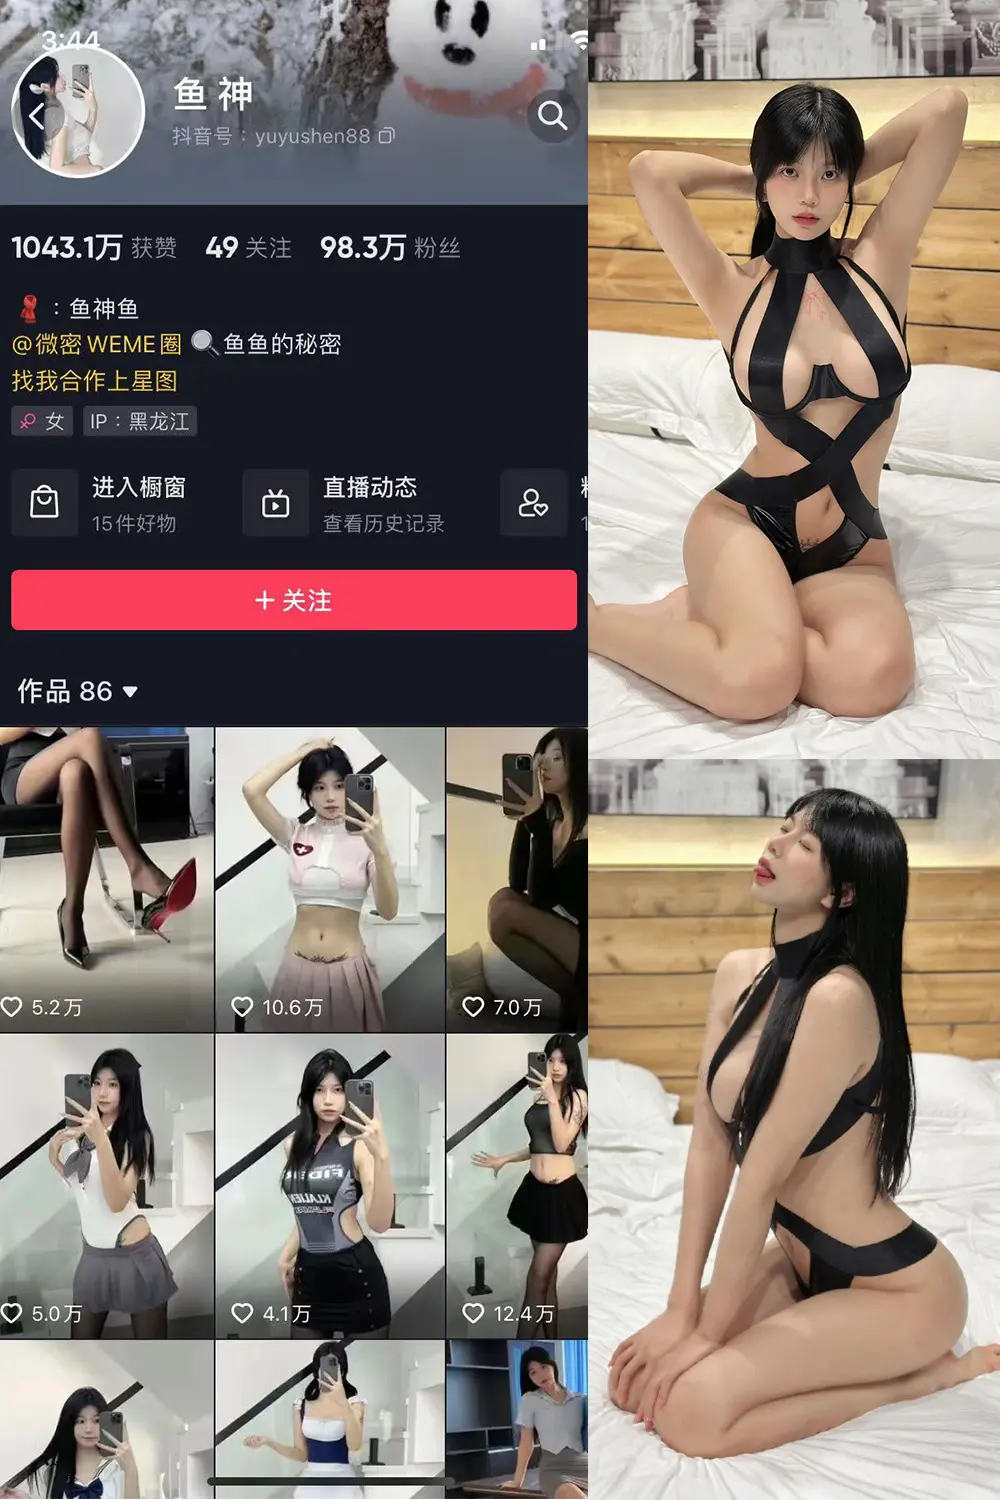 3:44
鱼 神
抖音号：yuyushen88
1043.1万 获赞 49 关注 98.3万 粉丝
：鱼神鱼
@微密 WEME圈 鱼鱼的秘密
找我合作上星图
女 IP：黑龙江
进入橱窗
15件好物
直播动态
查看历史记录
+ 关注
作品 86
5.2万
10.6万
7.0万
5.0万
4.1万
12.4万